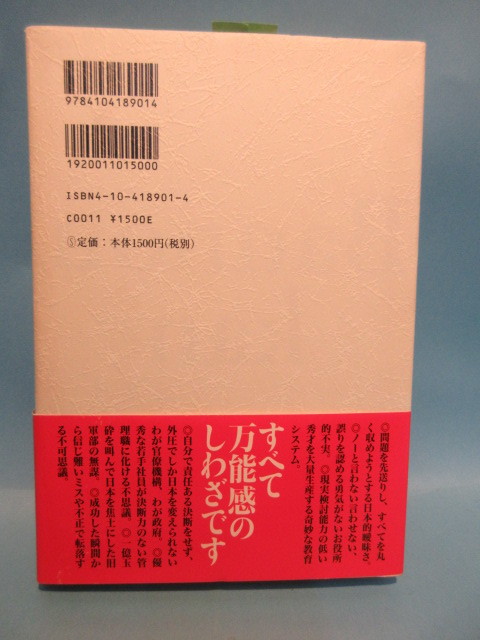 9784104189014
1920011015000
ISBN4-10-418901-4
C0011 ¥1500E
Ⓢ定価：本体1500円(税別)
◎問題を先送りし、すべてを丸
く収めようとする日本的曖昧さ。
◎ノーと言わない言わせない、
誤りを認める勇気がないお役所
的不実。◎現実検討能力の低い
秀才を大量生産する奇妙な教育
システム。
すべて
万能感の
しわざです
◎自分で責任ある決断をせず、
外圧でしか日本を変えられない
わが官僚機構、わが政府。◎優
秀な若手社員が決断力のない管
理職に化ける不思議。◎一億玉
砕を叫んで日本を焦土にした旧
軍部の無謀。◎成功した瞬間か
ら信じ難いミスや不正で転落す
る不可思議。